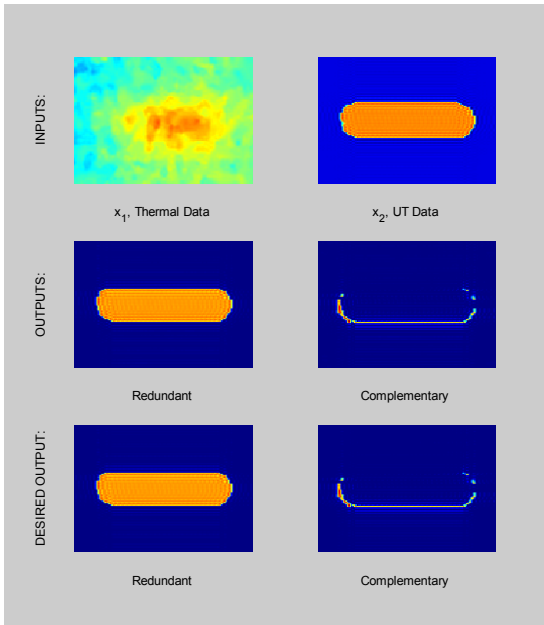 INPUTS:
x1, Thermal Data
x2, UT Data
OUTPUTS:
Redundant
Complementary
DESIRED OUTPUT:
Redundant
Complementary